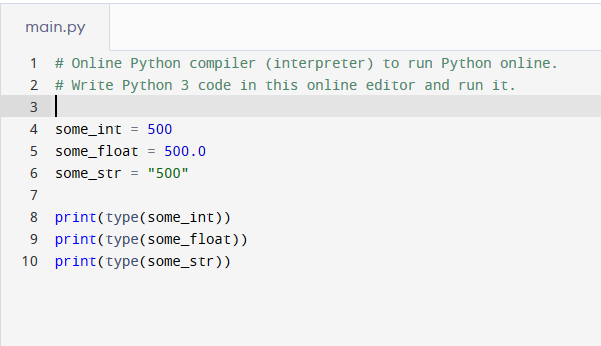 main.py
1 # Online Python compiler (interpreter) to run Python online.
2 # Write Python 3 code in this online editor and run it.
3
4 some_int = 500
5 some_float = 500.0
6 some_str = "500"
7
8 print(type(some_int))
9 print(type(some_float))
10 print(type(some_str))